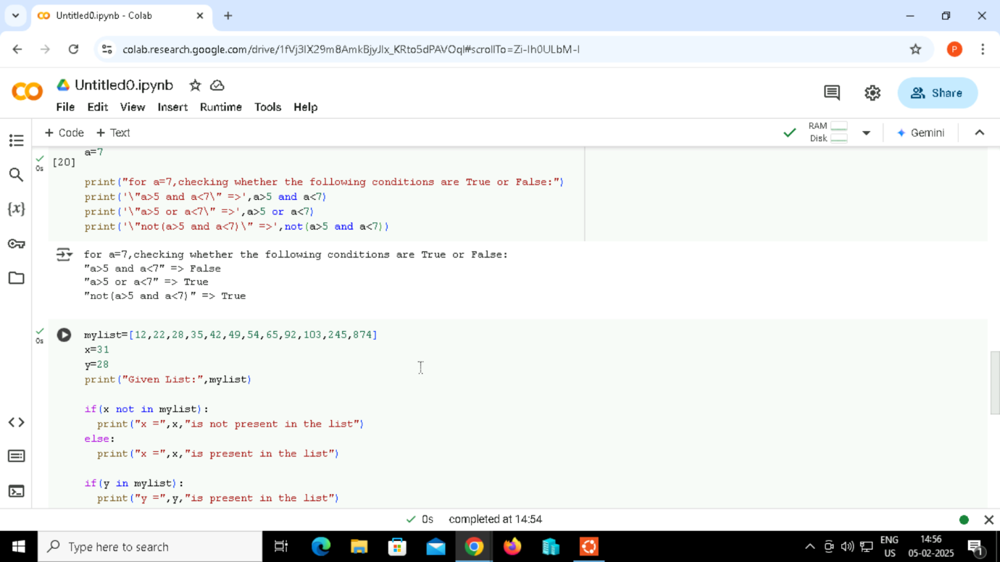 Untitled0.ipynb - Colab
colab.research.google.com/drive/
P
Untitled0.ipynb
Share
File Edit View Insert Runtime Tools Help
+ Code + Text
RAM
Disk
Gemini
a=7
[20]
0s
print("for a=7,checking whether the following conditions are True or False:")
print('\"a>5 and a<7\" =>',a>5 and a<7)
print('\"a>5 or a<7\" =>',a>5 or a<7)
print('\"not(a>5 and a<7)\" =>',not(a>5 and a<7))
for a=7,checking whether the following conditions are True or False:
"a>5 and a<7" => False
"a>5 or a<7" => True
"not(a>5 and a<7)" => True
0s
mylist=[12,22,28,35,42,49,54,65,92,103,245,874]
x=31
y=28
print("Given List:",mylist)
if(x not in mylist):
print("x =",x,"is not present in the list")
else:
print("x =",x,"is present in the list")
if(y in mylist):
print("y =",y,"is present in the list")
0s completed at 14:54
Type here to search
ENG
US
14:56
05-02-2025
1